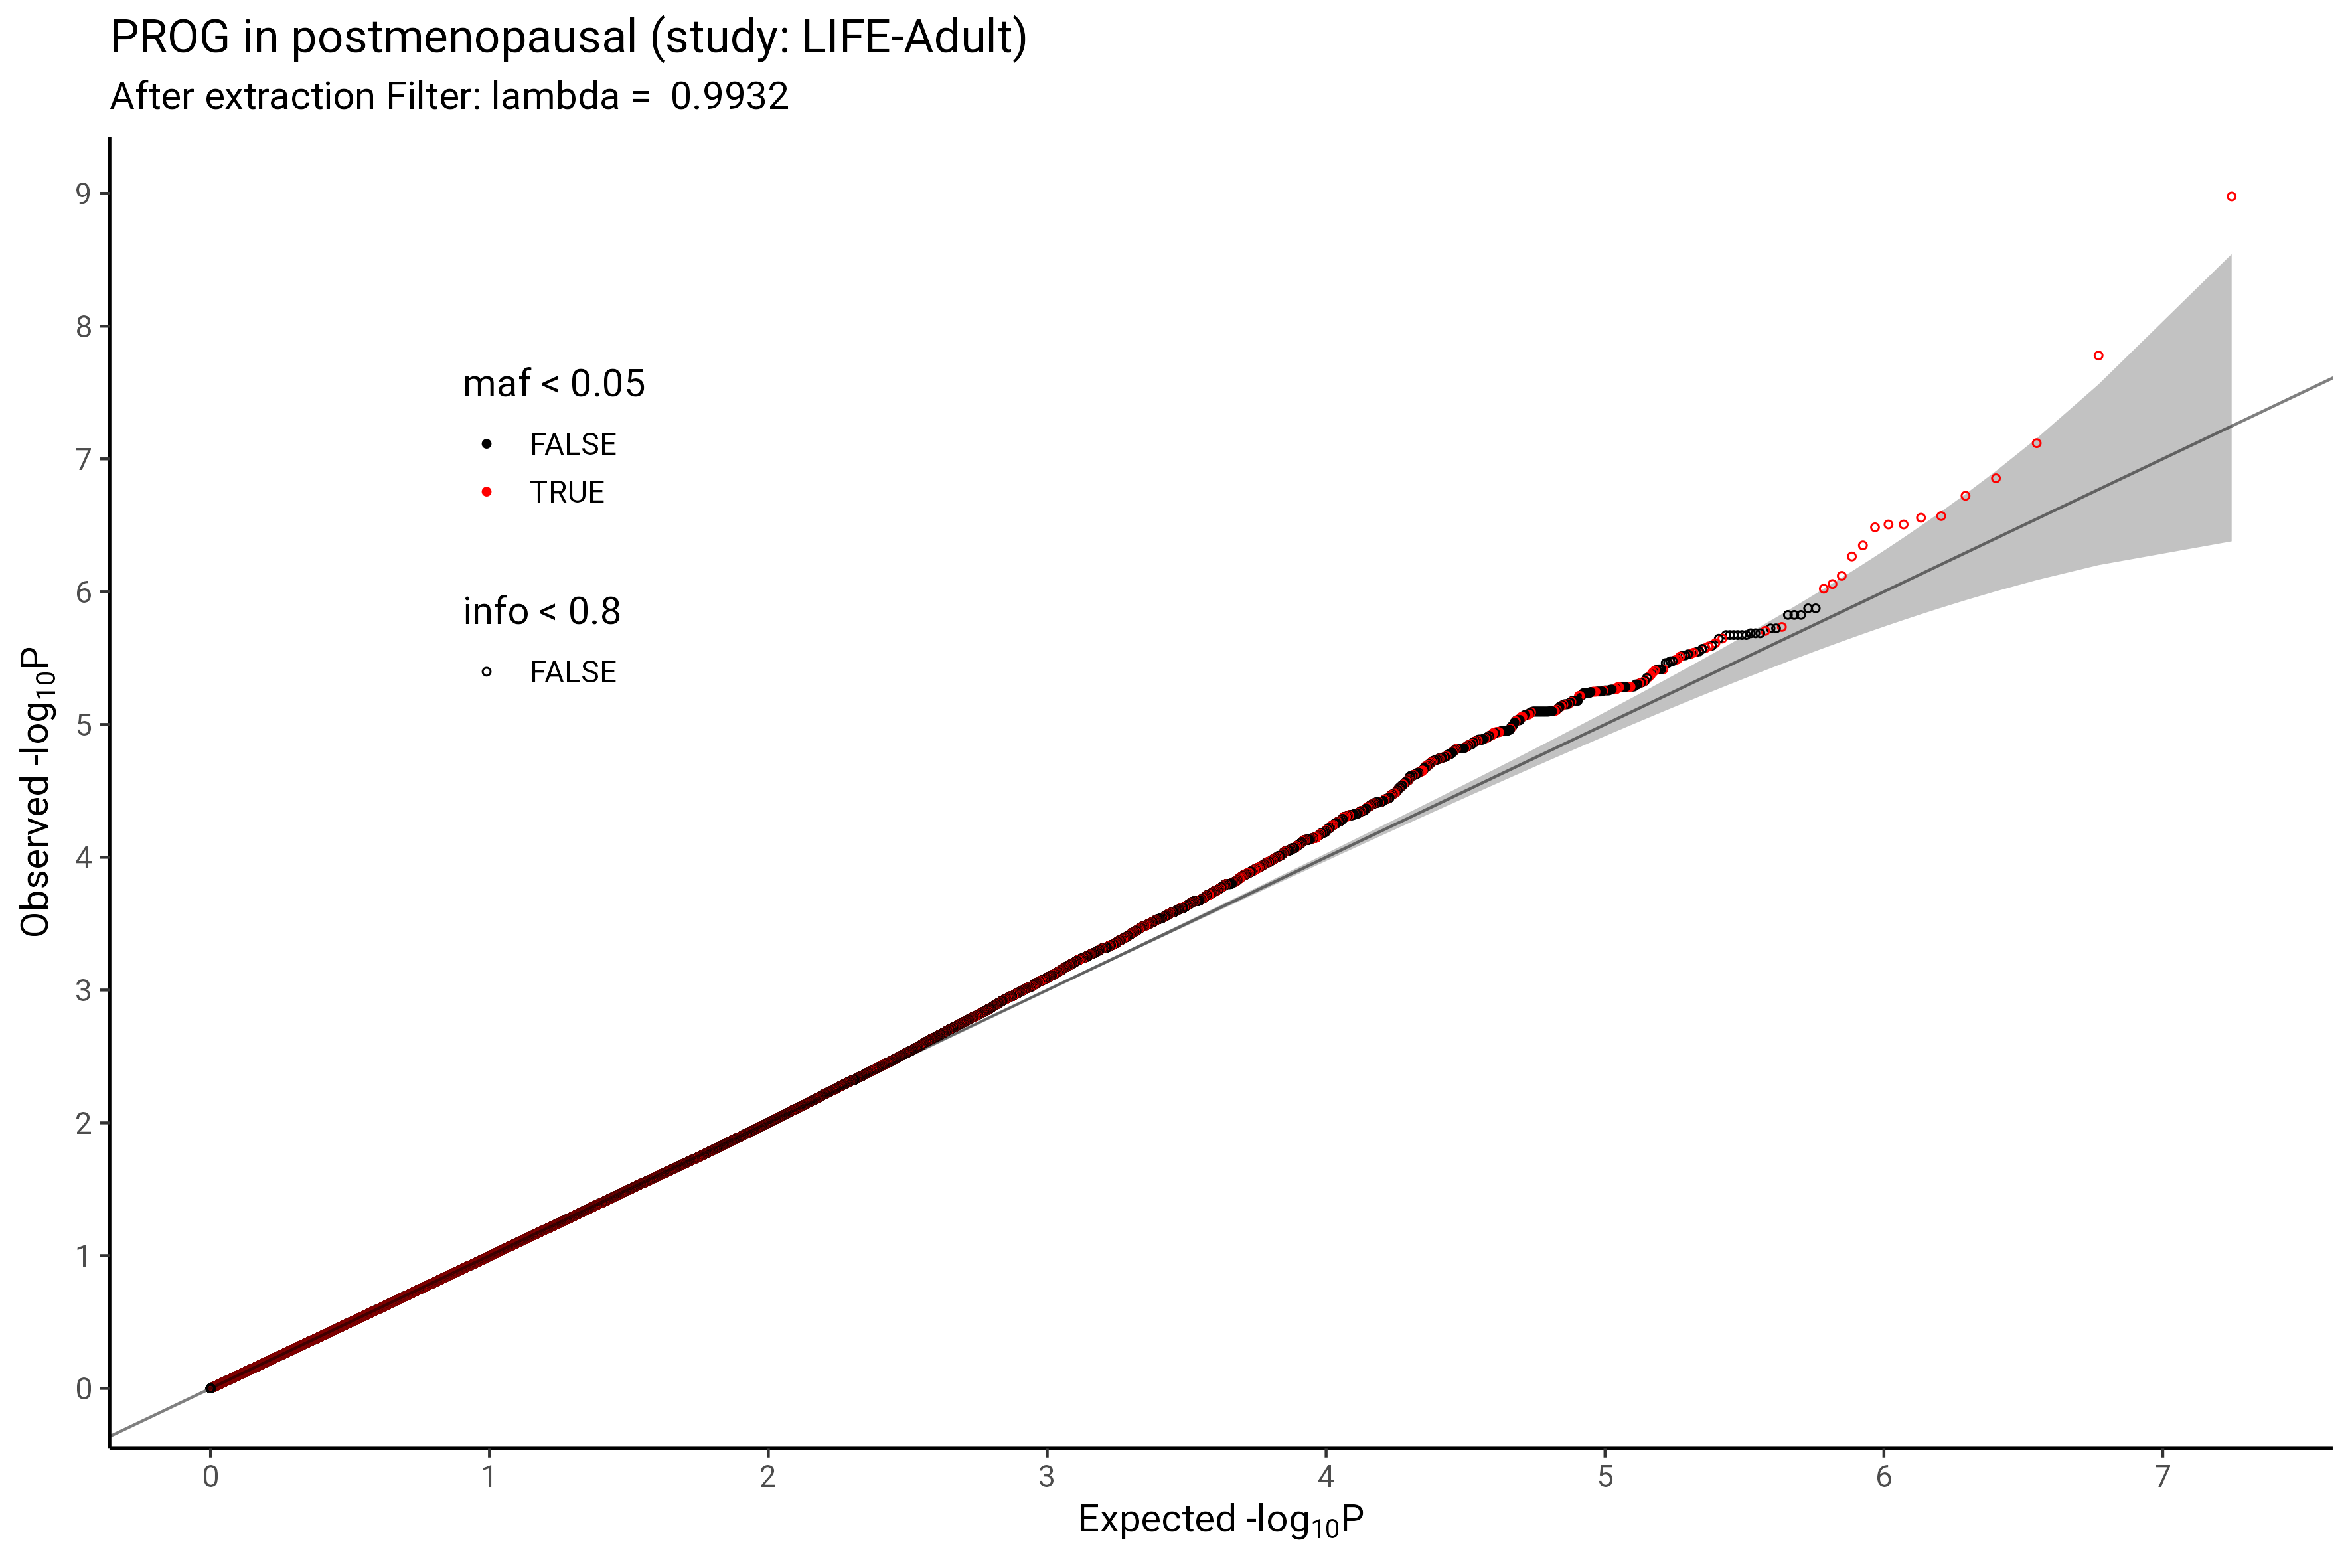 PROG in postmenopausal (study: LIFE-Adult)
After extraction Filter: lambda =  0.9932
9
8
7
6
5
4
3
2
1
0
Observed -log10P
maf < 0.05
FALSE
TRUE
info < 0.8
FALSE
0 1 2 3 4 5 6 7
Expected -log10P